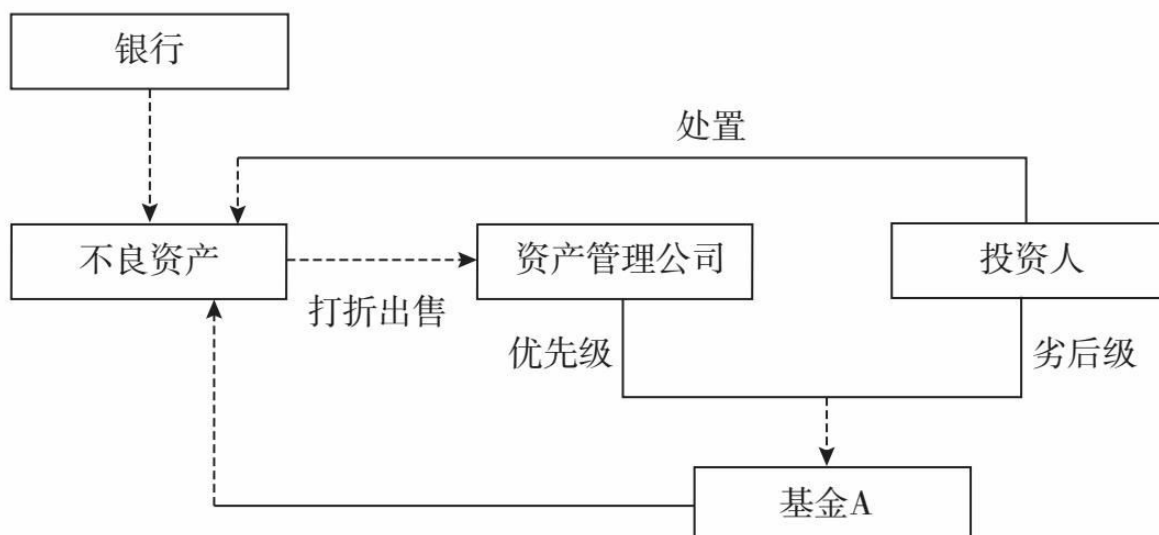 银行
处置
不良资产
资产管理公司
投资人
打折出售
优先级
劣后级
基金A